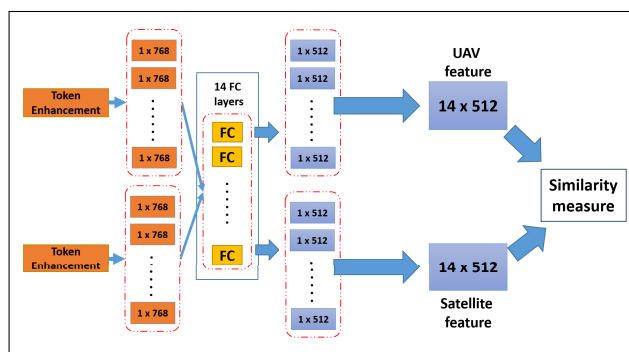 Token
Enhancement
1 x 768
1 x 768
1 x 768
14 FC
layers
FC
FC
FC
1 x 512
1 x 512
1 x 512
UAV
feature
14 x 512
Similarity
measure
Token
Enhancement
1 x 768
1 x 768
1 x 768
1 x 512
1 x 512
1 x 512
14 x 512
Satellite
feature